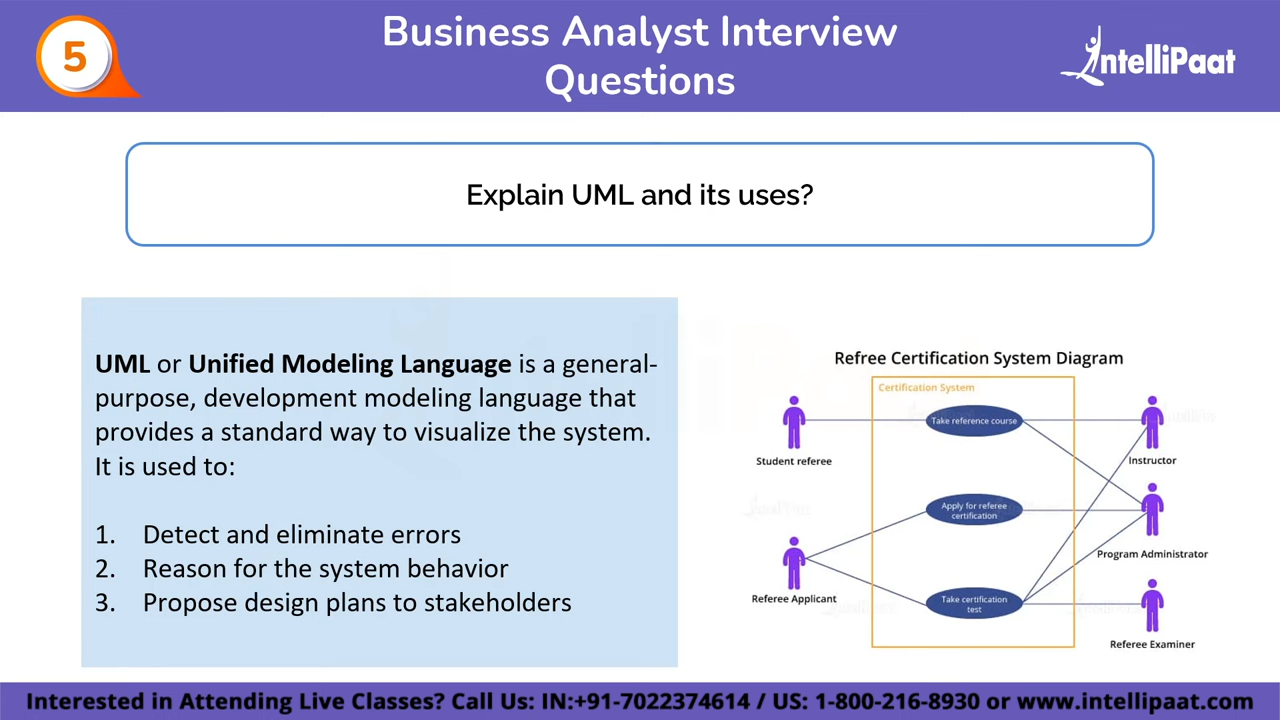 5
Business Analyst Interview
Questions
IntelliPaat
Explain UML and its uses?
UML or Unified Modeling Language is a general-
purpose, development modeling language that
provides a standard way to visualize the system.
It is used to:
1. Detect and eliminate errors
2. Reason for the system behavior
3. Propose design plans to stakeholders
Refree Certification System Diagram
Certification System
Take reference course
Student referee
Instructor
Apply for referee
certification
Program Administrator
Referee Applicant
Take certification
test
Referee Examiner
Interested in Attending Live Classes? Call Us: IN:+91-7022374614 / US: 1-800-216-8930 or www.intellipaat.com